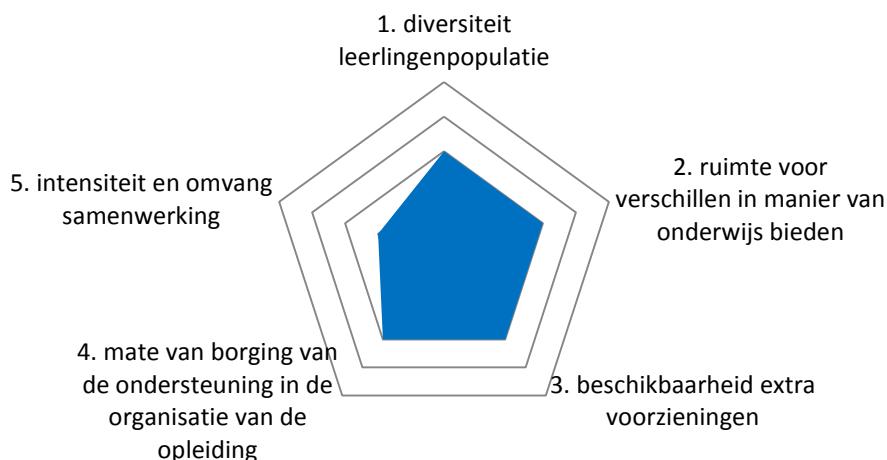 1. diversiteit
leerlingenpopulatie
2. ruimte voor
verschillen in manier van
onderwijs bieden
3. beschikbaarheid extra
voorzieningen
4. mate van borging van
de ondersteuning in de
organisatie van de
opleiding
5. intensiteit en omvang
samenwerking